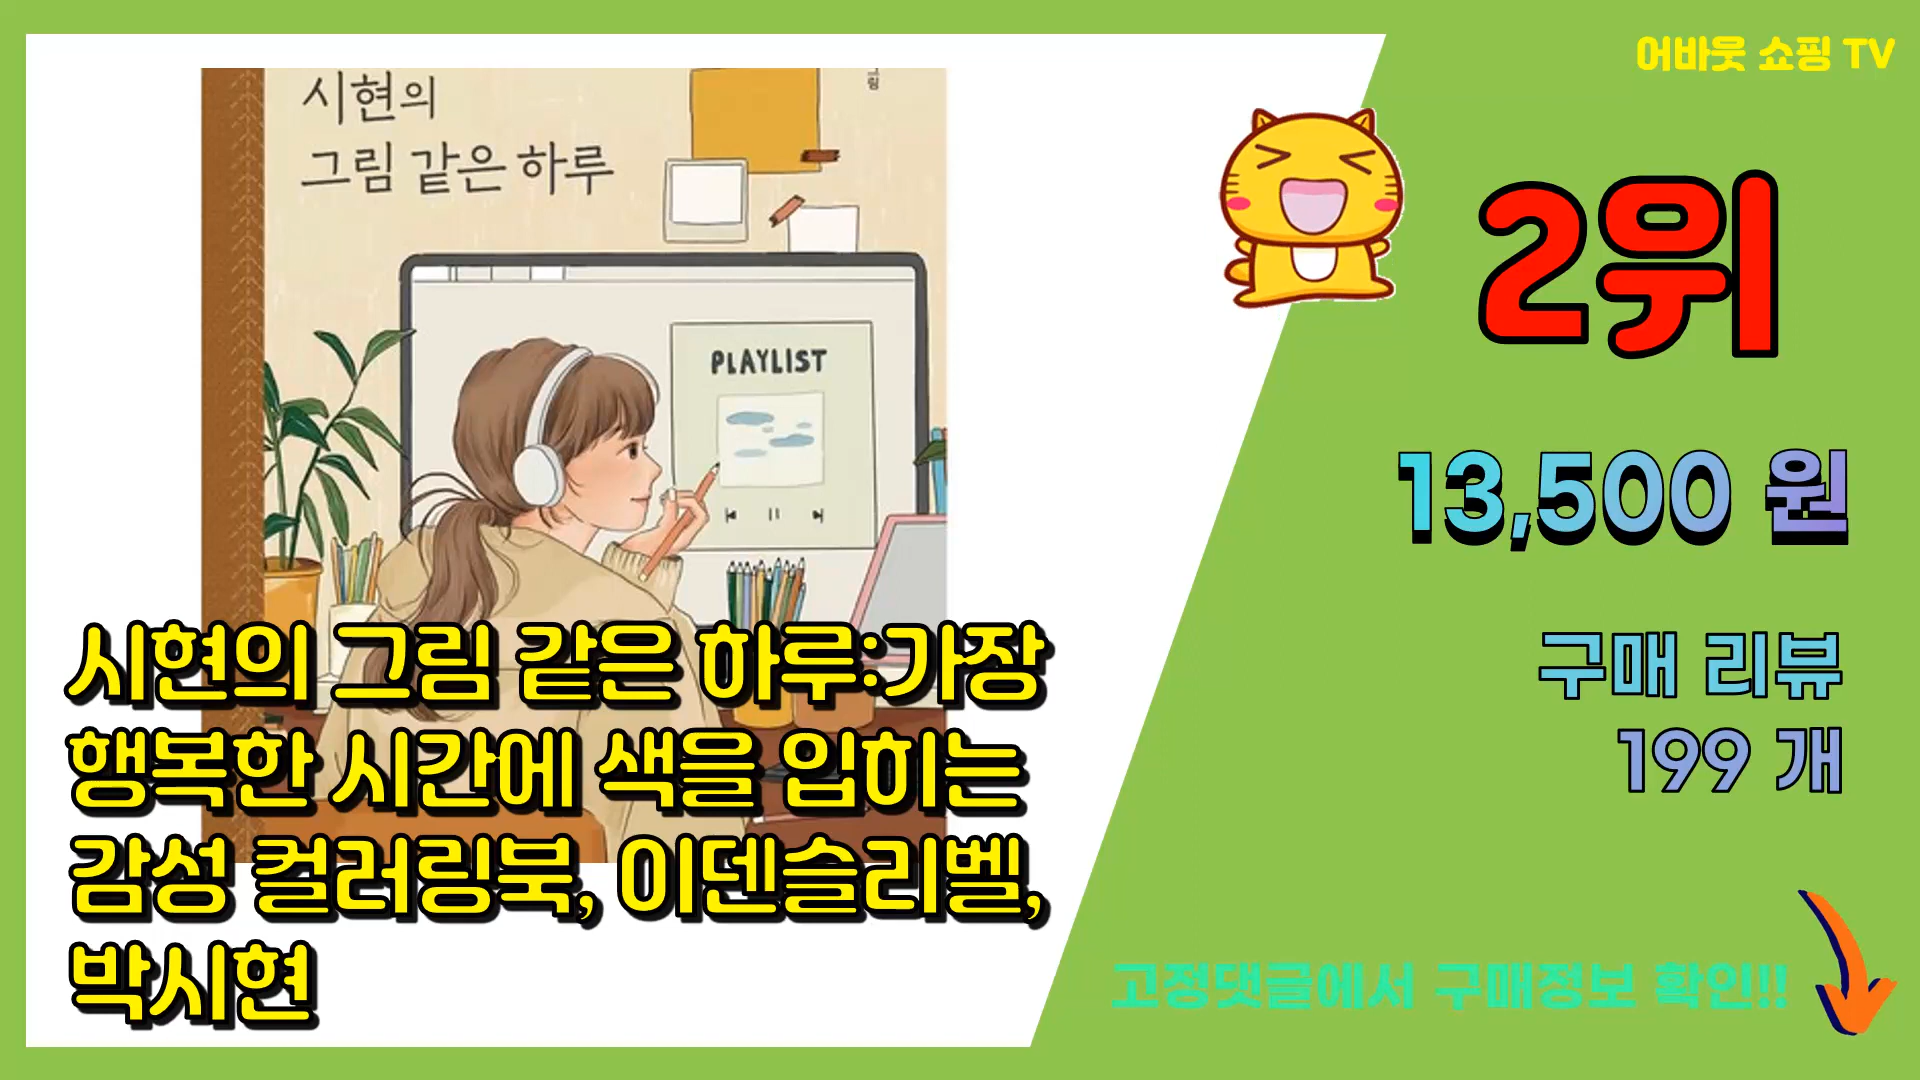 어바웃 쇼핑 TV
시현의
그림 같은 하루
그림
PLAYLIST
2위
13,500 원
구매 리뷰
199 개
시현의 그림 같은 하루:가장
행복한 시간에 색을 입히는
감성 컬러링북, 이덴슬리벨,
박시현
고정댓글에서 구매정보 확인!!